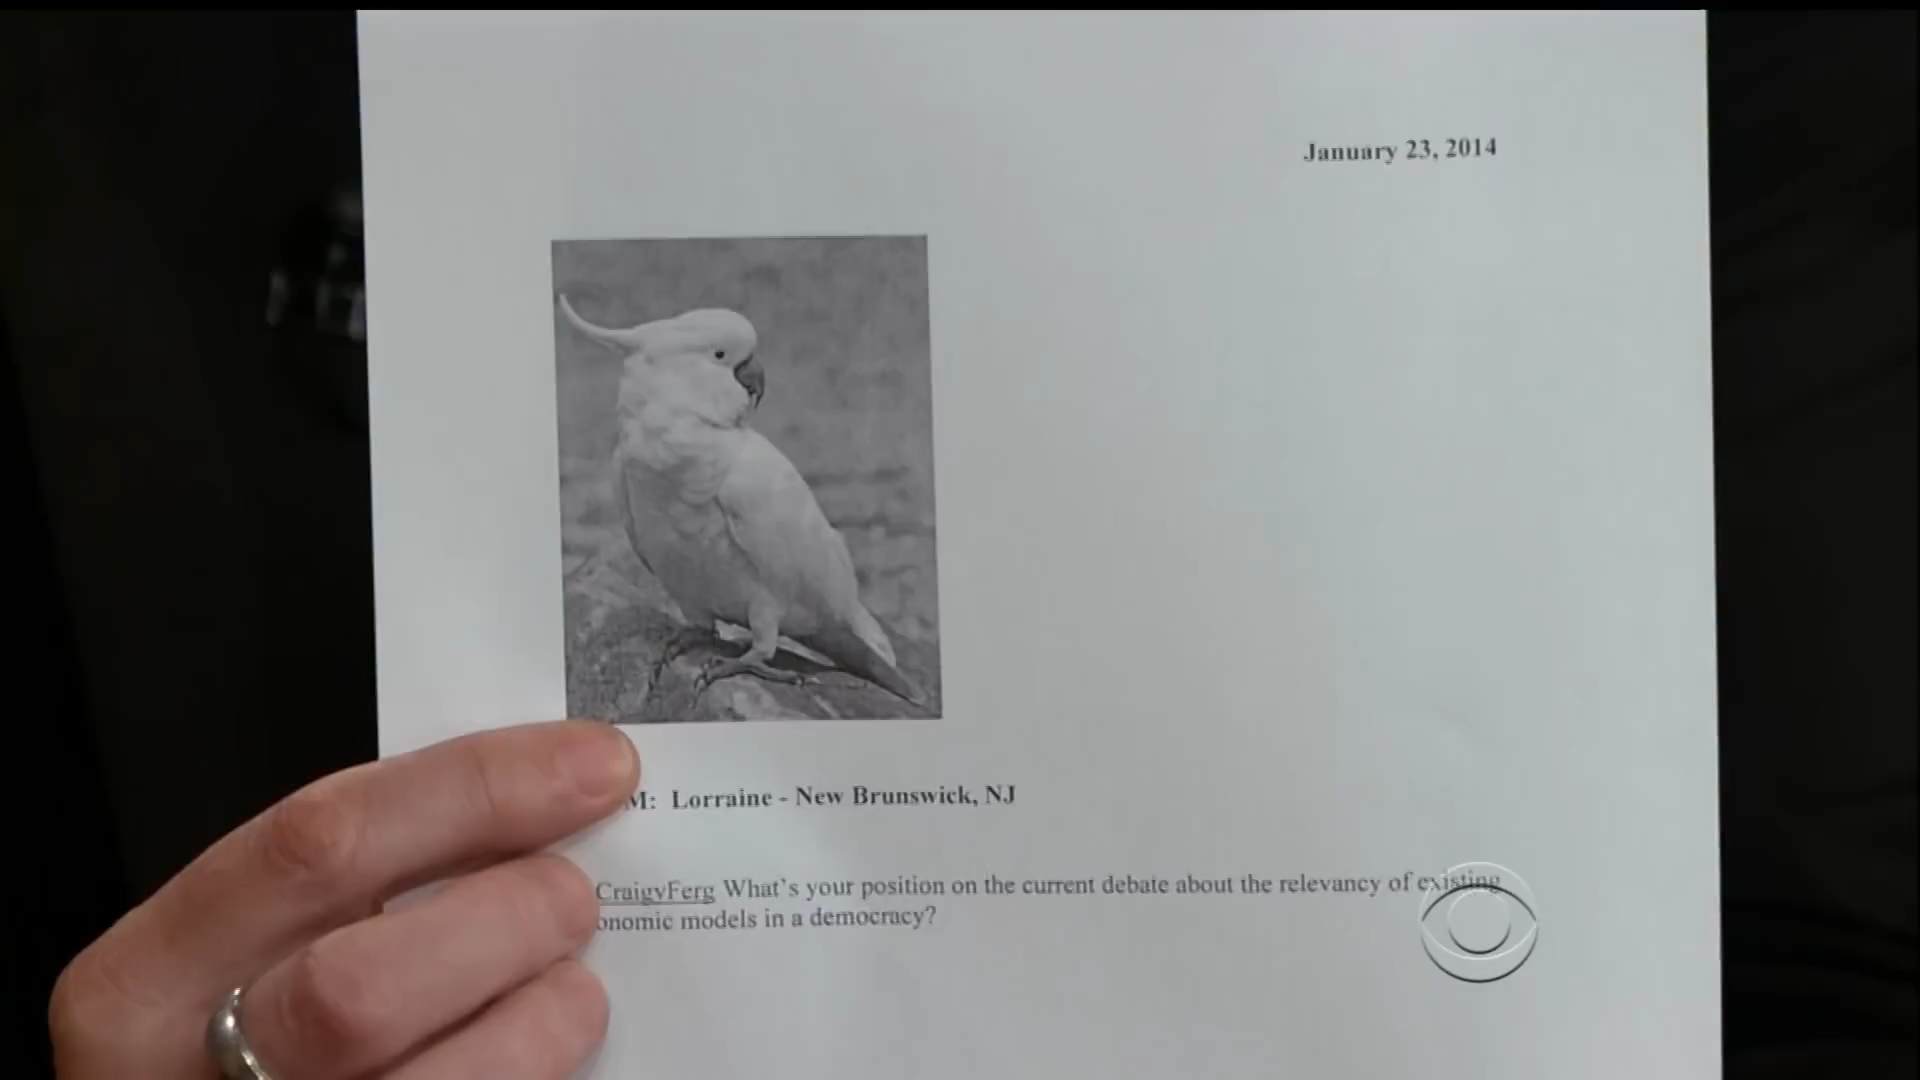 January 23, 2014
M: Lorraine - New Brunswick, NJ
CraigyFerg What's your position on the current debate about the relevancy of existing
onomic models in a democracy?